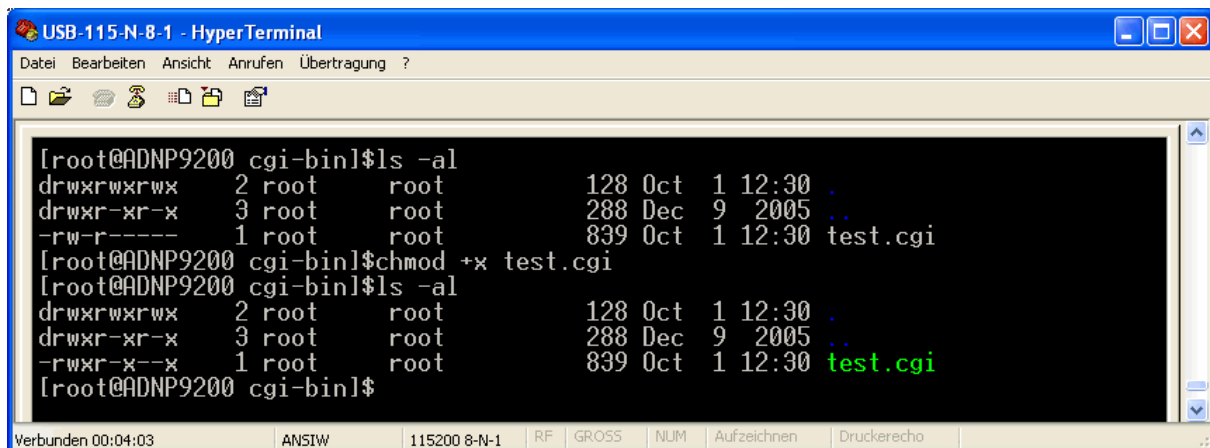 USB-115-N-8-1 - HyperTerminal
Datei Bearbeiten Ansicht Anrufen Übertragung ?
[root@ADNP9200 cgi-bin]$ls -al
drwxrwxrwx 2 root root 128 Oct 1 12:30 .
drwxr-xr-x 3 root root 288 Dec 9 2005 ..
-rw-r----- 1 root root 839 Oct 1 12:30 test.cgi
[root@ADNP9200 cgi-bin]$chmod +x test.cgi
[root@ADNP9200 cgi-bin]$ls -al
drwxrwxrwx 2 root root 128 Oct 1 12:30 .
drwxr-xr-x 3 root root 288 Dec 9 2005 ..
-rwxr-x--x 1 root root 839 Oct 1 12:30 test.cgi
[root@ADNP9200 cgi-bin]$
Verbunden 00:04:03 ANSIW 115200 8-N-1 RF GROSS NUM Aufzeichnen Druckerecho